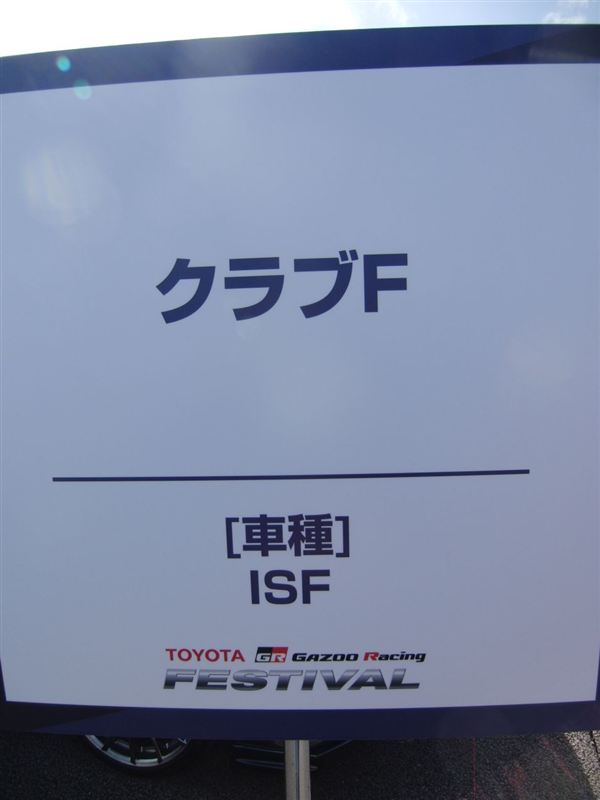 クラブF
[車種]
ISF
TOYOTA GR GAZOO Racing
FESTIVAL